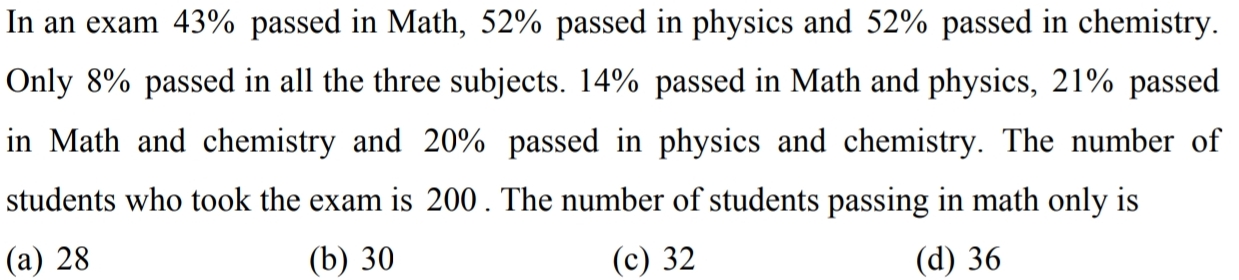 In an exam 43% passed in Math, 52% passed in physics and 52% passed in chemistry.
Only 8% passed in all the three subjects. 14% passed in Math and physics, 21% passed
in Math and chemistry and 20% passed in physics and chemistry. The number of
students who took the exam is 200 . The number of students passing in math only is
(a) 28 (b) 30 (c) 32 (d) 36